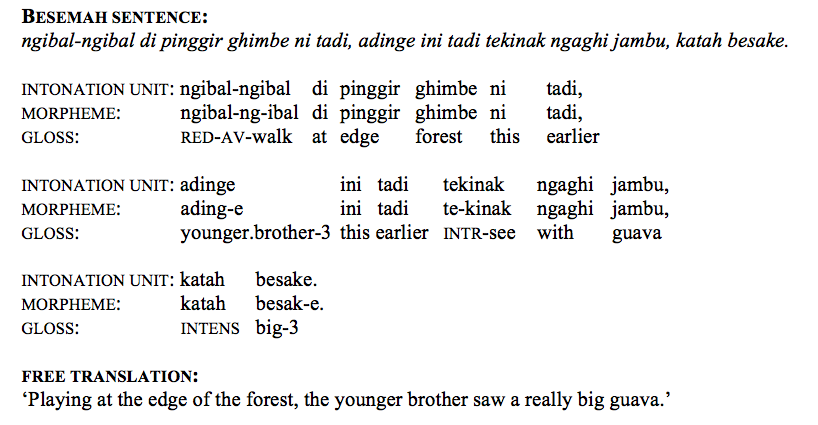 BESEMAH SENTENCE:
ngibal-ngibal di pinggir ghimbe ni tadi, adinge ini tadi tekinak ngaghi jambu, katah besake.
INTONATION UNIT: ngibal-ngibal di pinggir ghimbe ni tadi,
MORPHEME: ngibal-ng-ibal di pinggir ghimbe ni tadi,
GLOSS: RED-AV-walk at edge forest this earlier
INTONATION UNIT: adinge ini tadi tekinak ngaghi jambu,
MORPHEME: ading-e ini tadi te-kinak ngaghi jambu,
GLOSS: younger.brother-3 this earlier INTR-see with guava
INTONATION UNIT: katah besake.
MORPHEME: katah besak-e.
GLOSS: INTENS big-3
FREE TRANSLATION:
‘Playing at the edge of the forest, the younger brother saw a really big guava.’